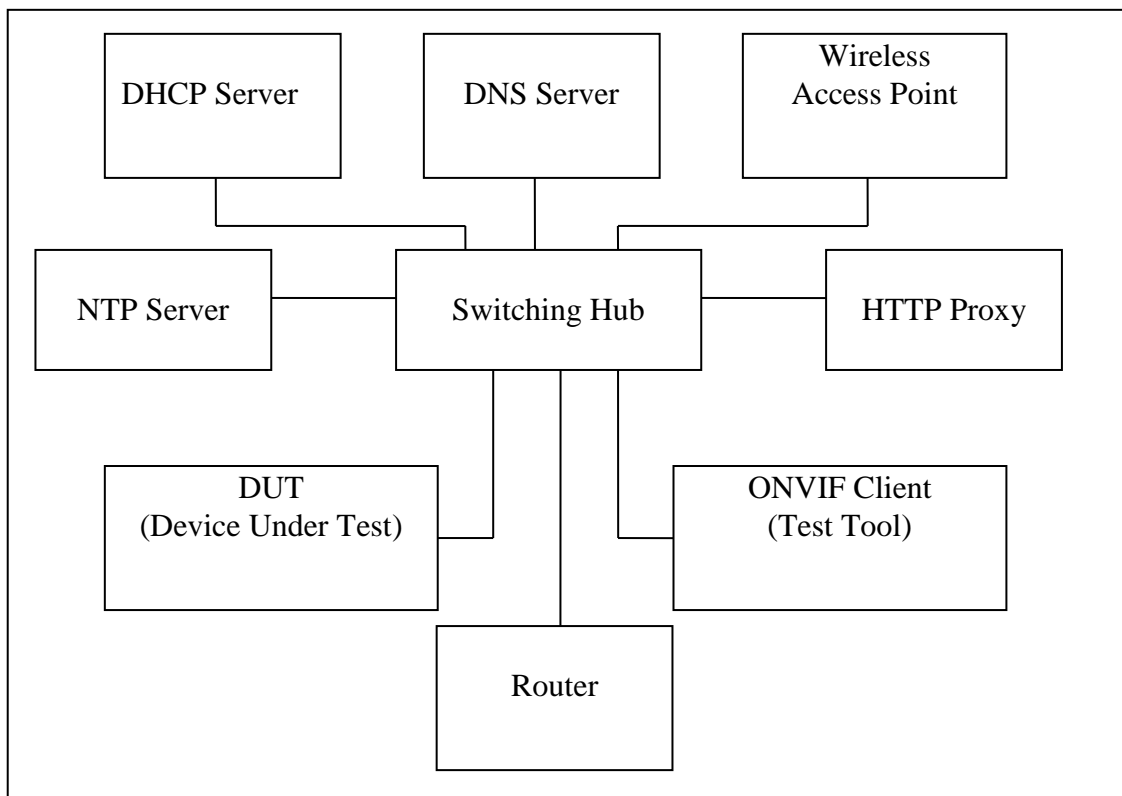 DHCP Server
DNS Server
Wireless
Access Point
NTP Server
Switching Hub
HTTP Proxy
DUT
(Device Under Test)
ONVIF Client
(Test Tool)
Router